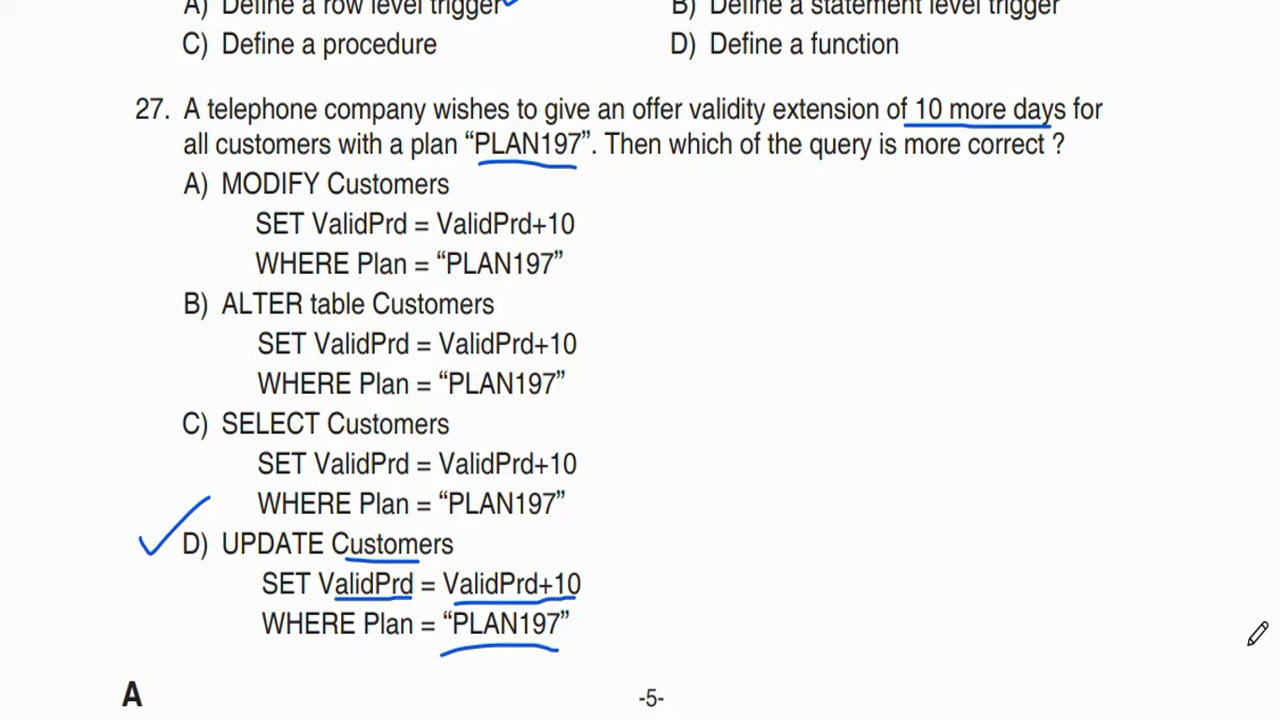 A) Define a row level trigger B) Define a statement level trigger
C) Define a procedure D) Define a function
27. A telephone company wishes to give an offer validity extension of 10 more days for
all customers with a plan “PLAN197”. Then which of the query is more correct ?
A) MODIFY Customers
SET ValidPrd = ValidPrd+10
WHERE Plan = “PLAN197”
B) ALTER table Customers
SET ValidPrd = ValidPrd+10
WHERE Plan = “PLAN197”
C) SELECT Customers
SET ValidPrd = ValidPrd+10
WHERE Plan = “PLAN197”
D) UPDATE Customers
SET ValidPrd = ValidPrd+10
WHERE Plan = “PLAN197”
A -5-